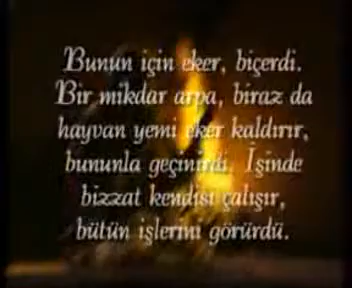 Bunun için eker, biçerdi.
Bir mikdar arpa, biraz da
hayvan yemi eker kaldırır,
bununla geçinirdi. İşinde
bizzat kendisi çalışır,
bütün işlerini görürdü.